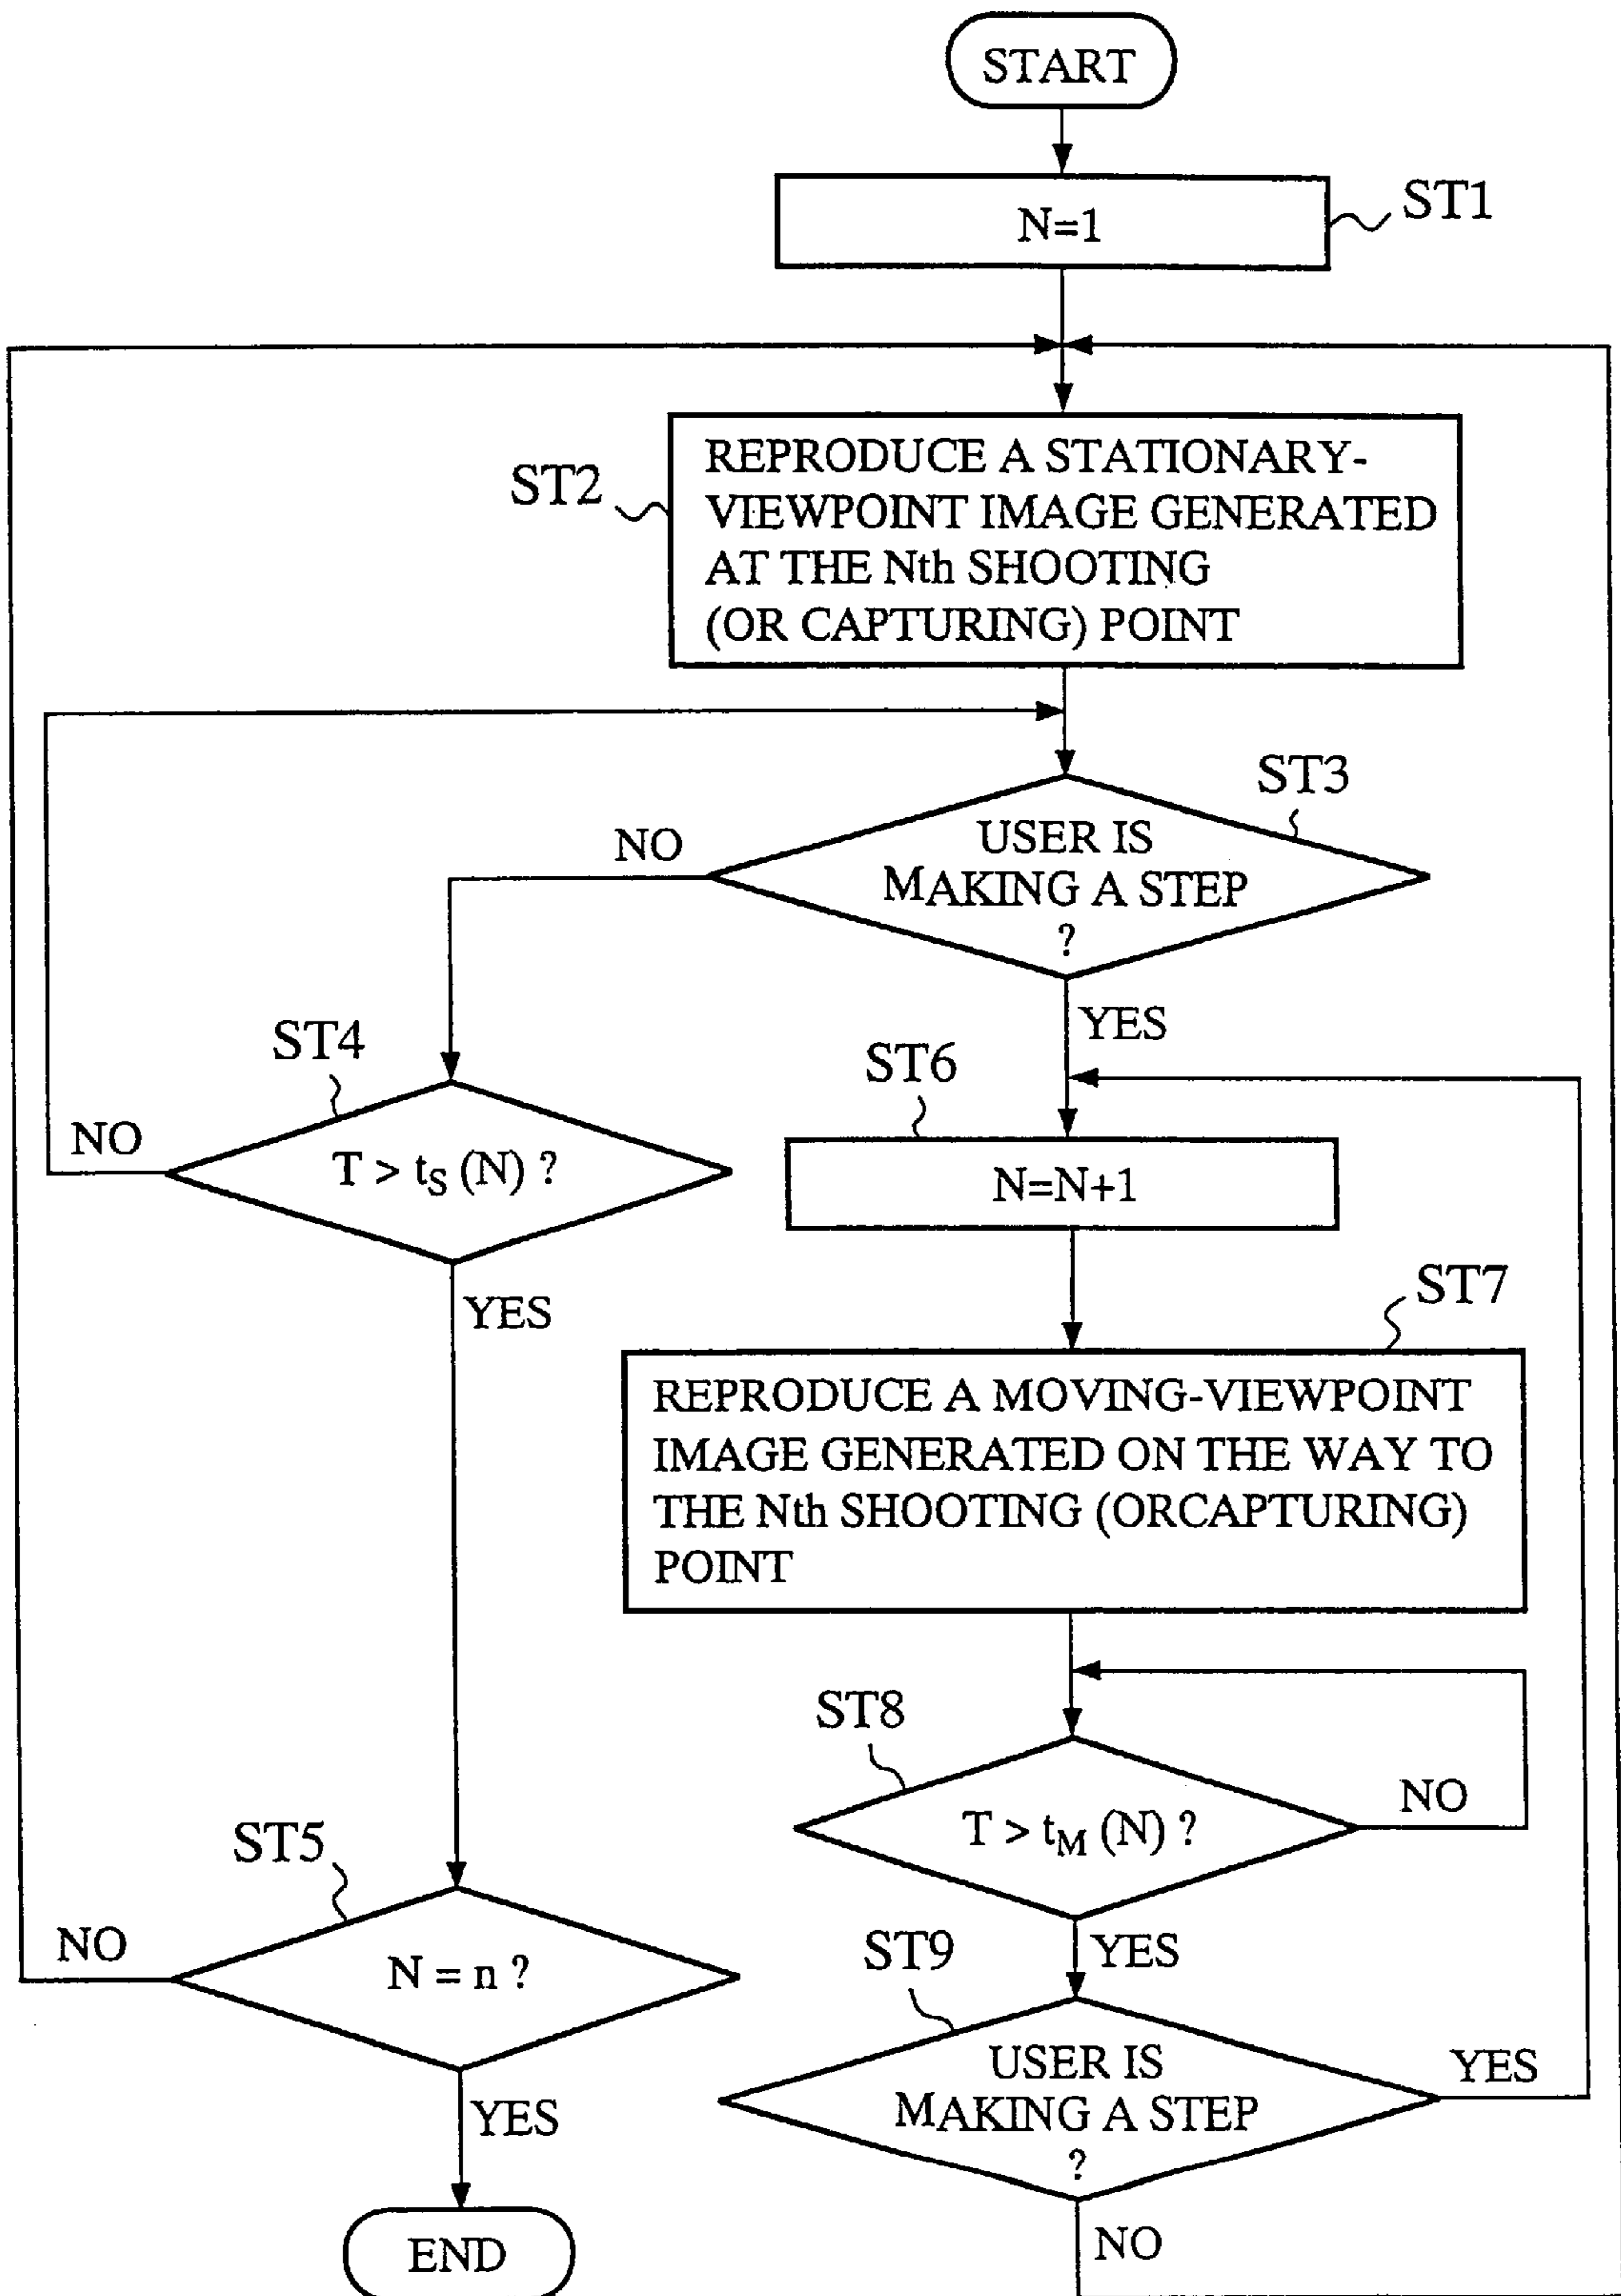 START
N=1
ST1
REPRODUCE A STATIONARY-
VIEWPOINT IMAGE GENERATED
AT THE Nth SHOOTING
(OR CAPTURING) POINT
ST2
ST3
USER IS
MAKING A STEP
?
NO
YES
ST4
T > tS (N) ?
NO
YES
ST6
N=N+1
ST7
REPRODUCE A MOVING-VIEWPOINT
IMAGE GENERATED ON THE WAY TO
THE Nth SHOOTING (ORCAPTURING)
POINT
ST8
T > tM (N) ?
NO
YES
ST5
N = n ?
NO
YES
ST9
USER IS
MAKING A STEP
?
YES
NO
END